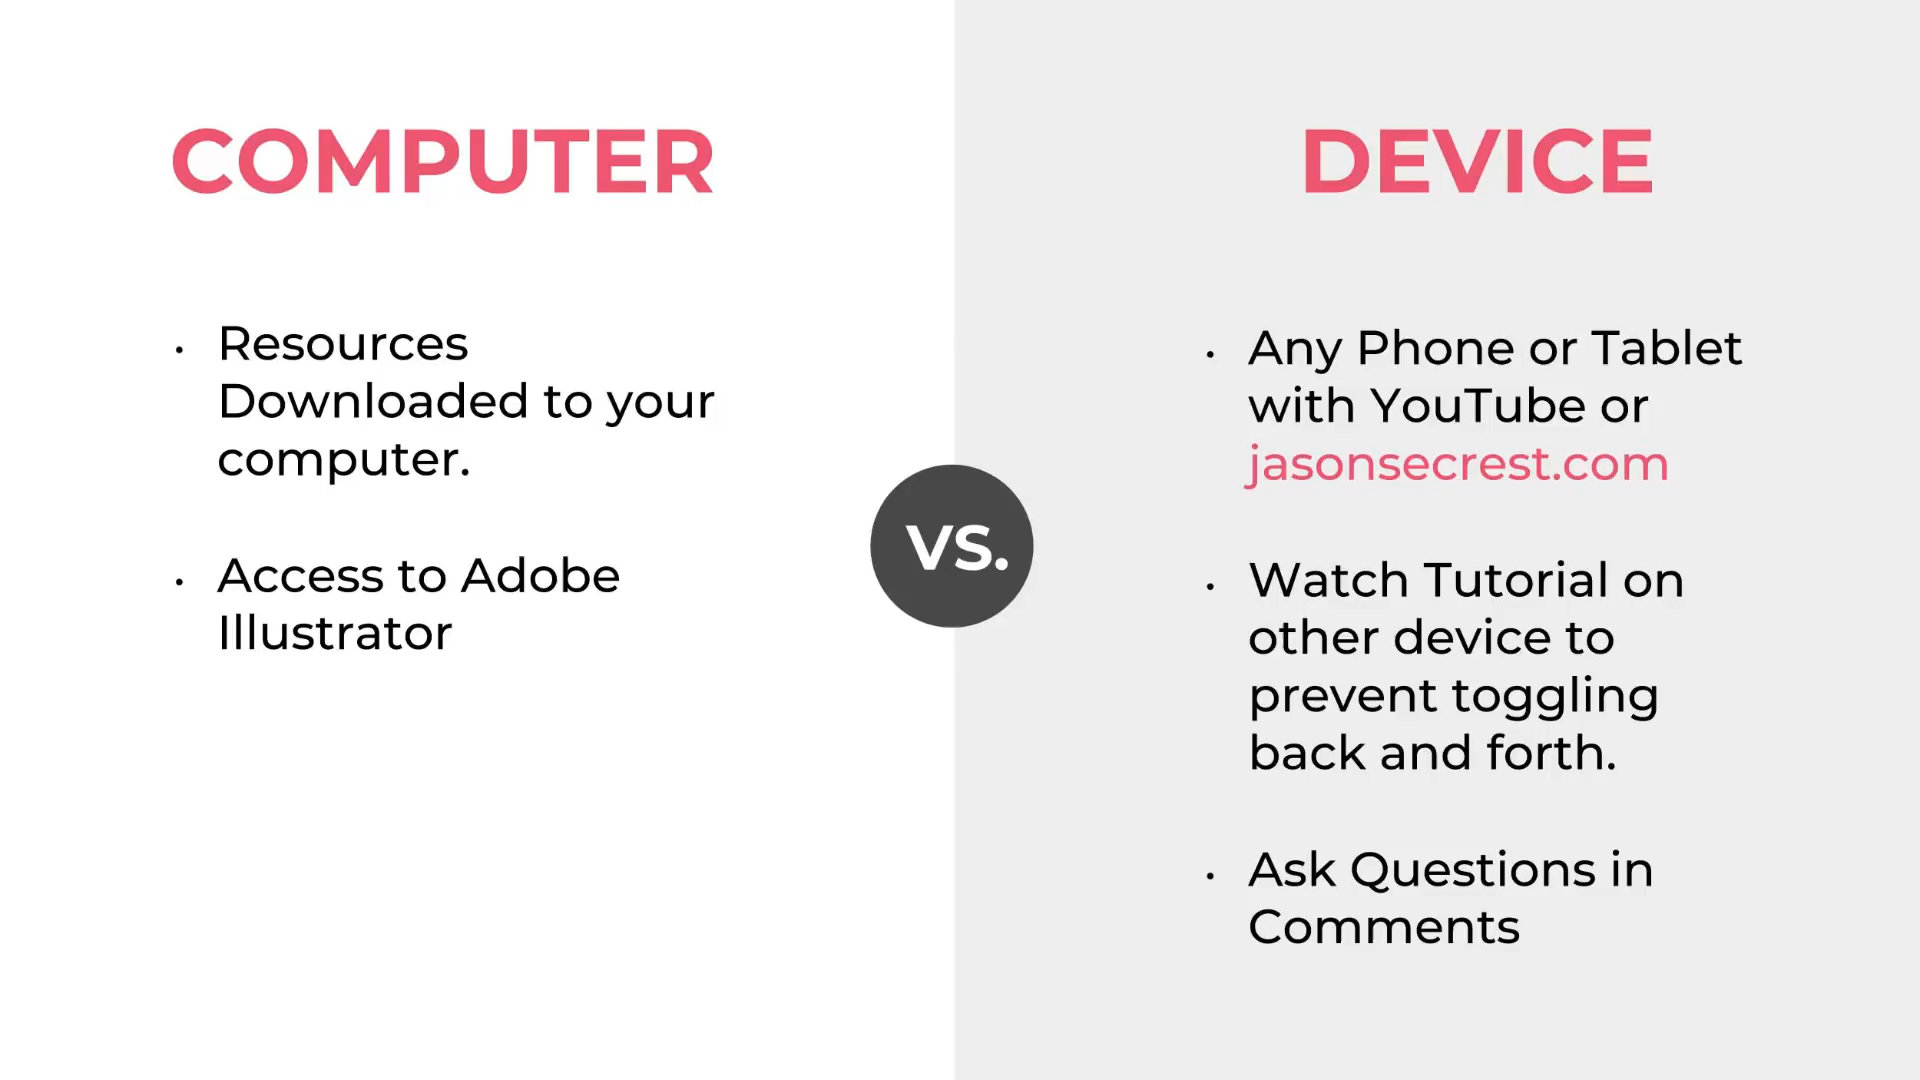 COMPUTER
• Resources
Downloaded to your
computer.
• Access to Adobe
Illustrator
VS.
DEVICE
• Any Phone or Tablet
with YouTube or
jasonsecrest.com
• Watch Tutorial on
other device to
prevent toggling
back and forth.
• Ask Questions in
Comments